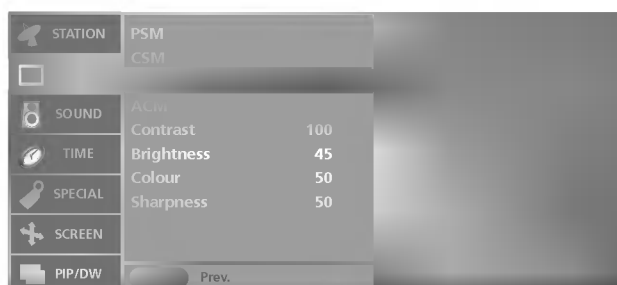 STATION
PSM
CSM
SOUND
ACM
Contrast 100
TIME
Brightness 45
Colour 50
SPECIAL
Sharpness 50
SCREEN
PIP/DW
Prev.